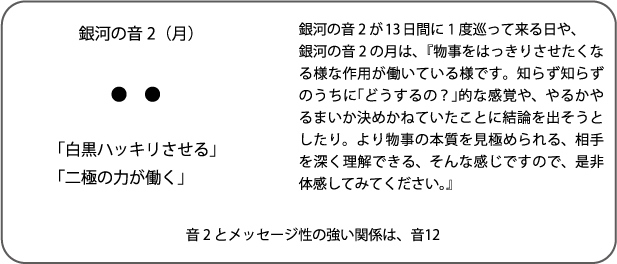 銀河の音２（月）
「白黒ハッキリさせる」
「二極の力が働く」
銀河の音２が13日間に１度巡って来る日や、
銀河の音２の月は、『物事をはっきりさせたくな
る様な作用が働いている様です。知らず知らず
のうちに「どうするの？」的な感覚や、やるかや
るまいか決めかねていたことに結論を出そうと
したり。より物事の本質を見極められる、相手
を深く理解できる、そんな感じですので、是非
体感してみてください。』
音２とメッセージ性の強い関係は、音12